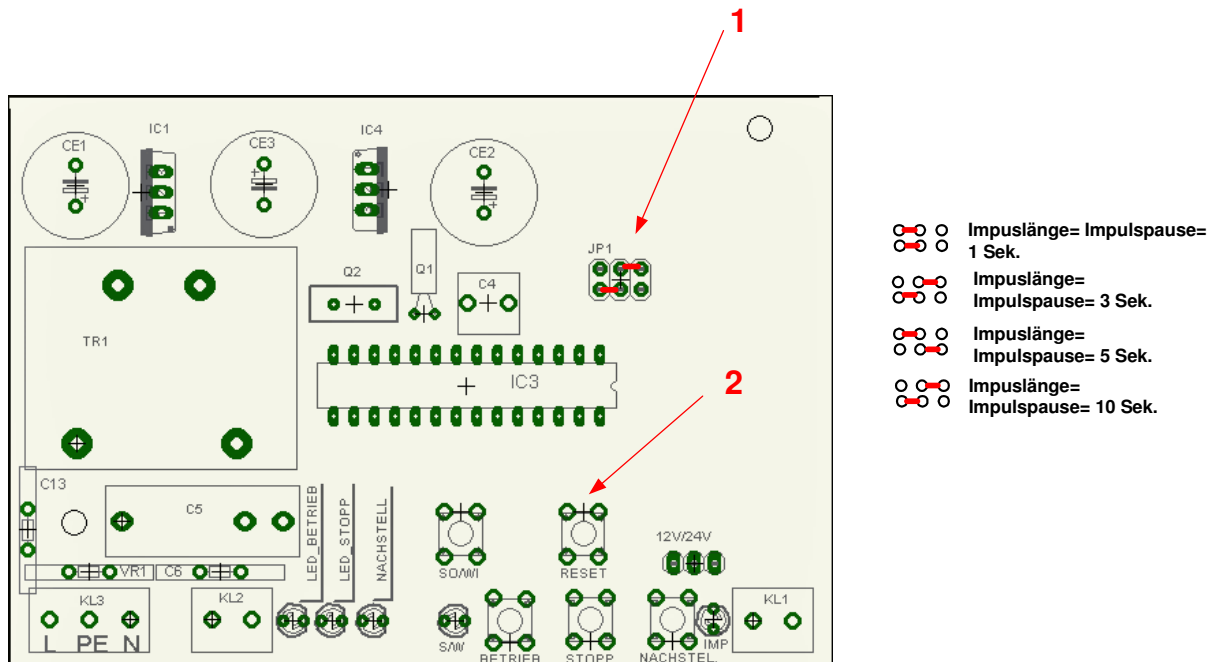 1
IC1
IC4
CE1
CE3
CE2
JP1
Q2
Q1
C4
TR1
IC3
2
C13
C5
LED_BETRIEB
LED_STOPP
NACHSTELL
SO/WI
RESET
12V/24V
VR1
C6
KL3
KL2
KL1
L PE N
S/W
BETRIEB
STOPP
NACHSTEL.
IMP
Impuslänge= Impulspause=
1 Sek.
Impuslänge=
Impulspause= 3 Sek.
Impuslänge=
Impulspause= 5 Sek.
Impuslänge=
Impulspause= 10 Sek.